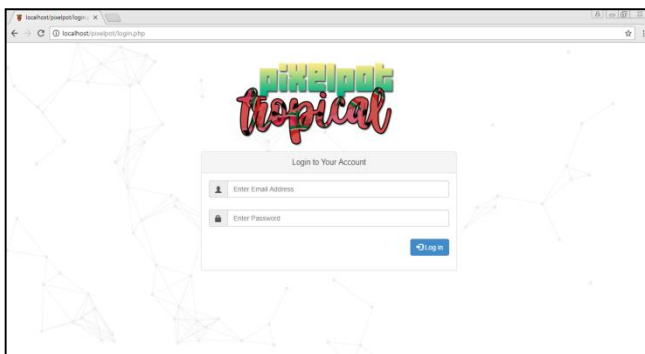 localhost/pixelpot/login.
localhost/pixelpot/login.php
pixelpot
tropical
Login to Your Account
Enter Email Address
Enter Password
Log in